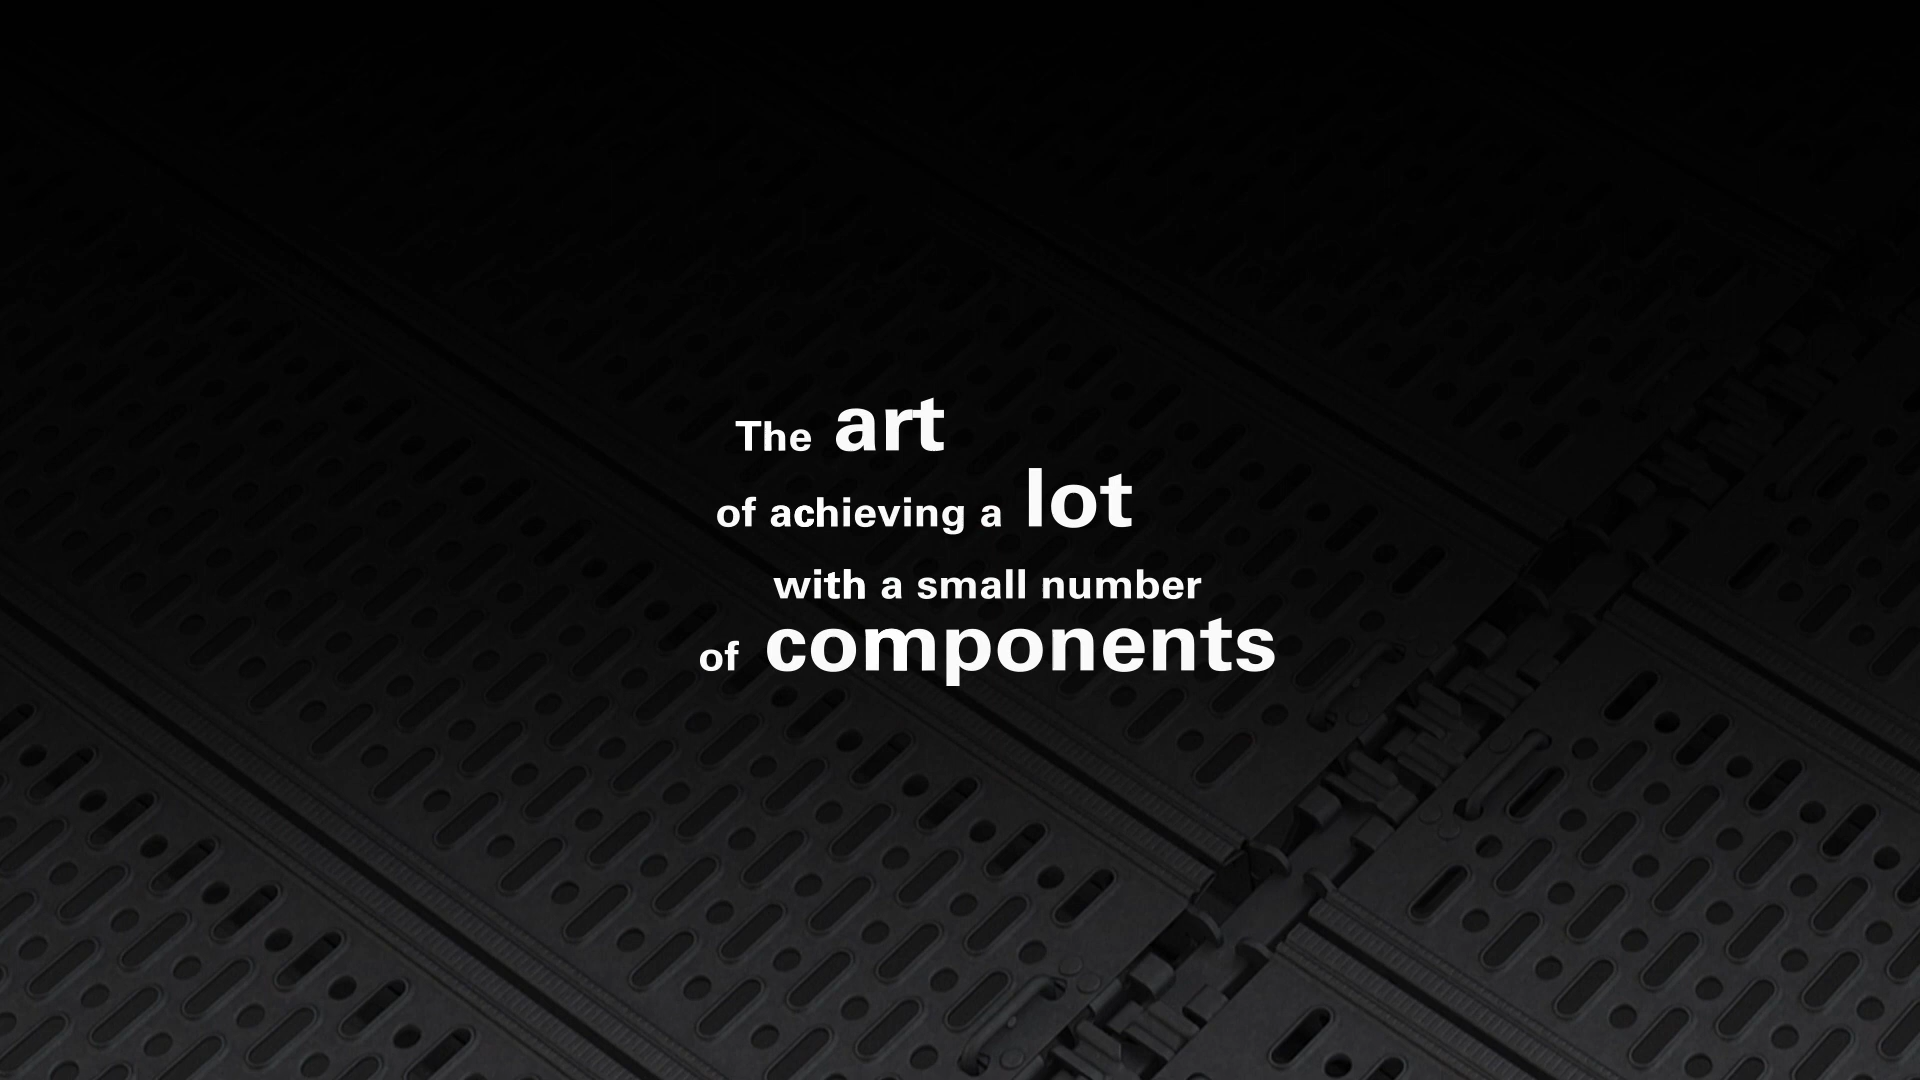 The art
of achieving a lot
with a small number
of components